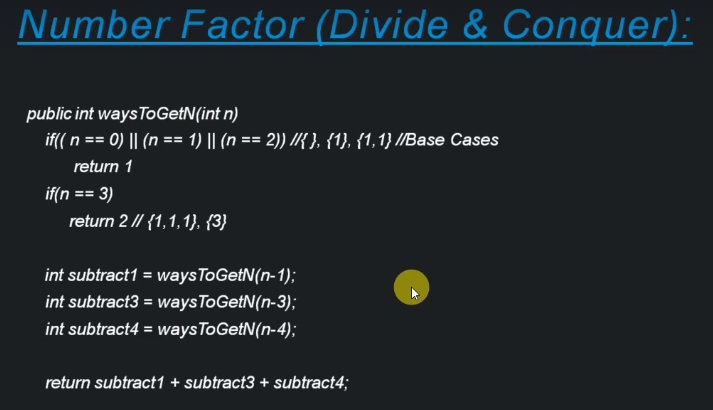 Number Factor (Divide & Conquer):
public int waysToGetN(int n)
if(( n == 0) || (n == 1) || (n == 2)) //{ }, {1}, {1,1} //Base Cases
return 1
if(n == 3)
return 2 // {1,1,1}, {3}
int subtract1 = waysToGetN(n-1);
int subtract3 = waysToGetN(n-3);
int subtract4 = waysToGetN(n-4);
return subtract1 + subtract3 + subtract4;